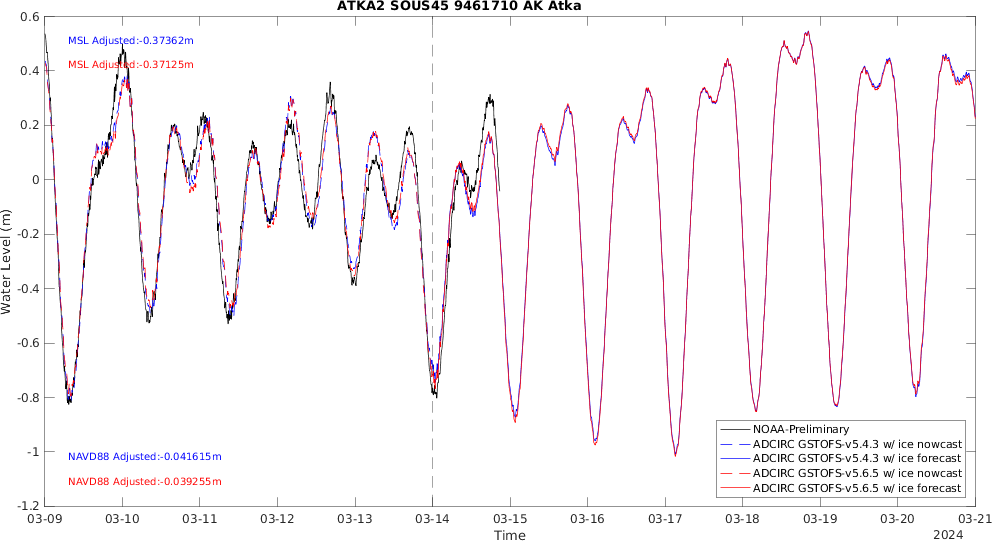 ATKA2 SOUS45 9461710 AK Atka
0.6
0.4
0.2
0
-0.2
-0.4
-0.6
-0.8
-1
-1.2
Water Level (m)
MSL Adjusted:-0.37362m
MSL Adjusted:-0.37125m
NAVD88 Adjusted:-0.041615m
NAVD88 Adjusted:-0.039255m
NOAA-Preliminary
ADCIRC GSTOFS-v5.4.3 w/ ice nowcast
ADCIRC GSTOFS-v5.4.3 w/ ice forecast
ADCIRC GSTOFS-v5.6.5 w/ ice nowcast
ADCIRC GSTOFS-v5.6.5 w/ ice forecast
03-09 03-10 03-11 03-12 03-13 03-14 03-15 03-16 03-17 03-18 03-19 03-20 03-21
Time
2024